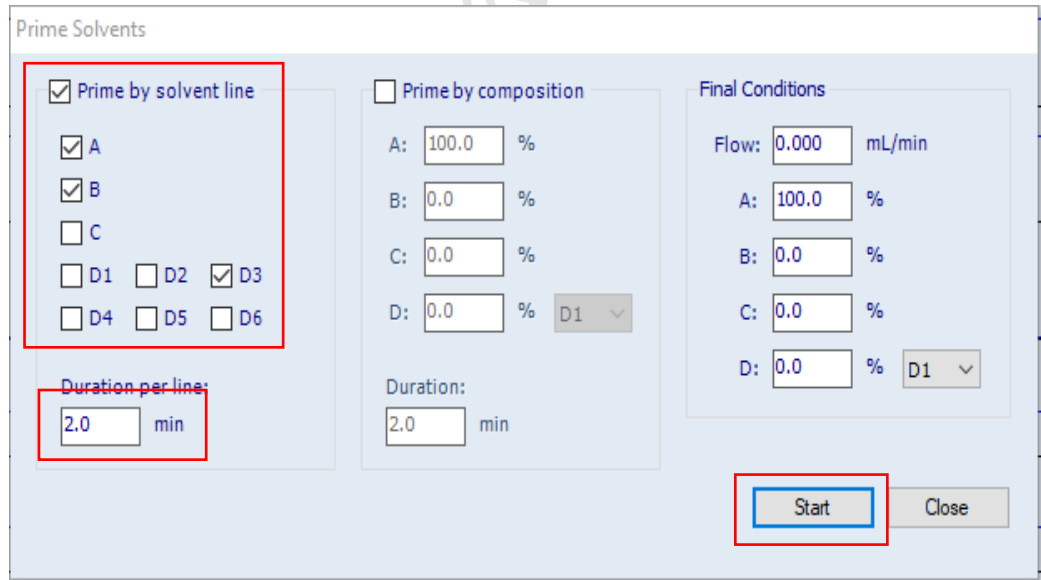 Prime Solvents
Prime by solvent line
A
B
C
D1 D2 D3
D4 D5 D6
Duration per line:
2.0 min
Prime by composition
A: 100.0 %
B: 0.0 %
C: 0.0 %
D: 0.0 % D1
Duration:
2.0 min
Final Conditions
Flow: 0.000 mL/min
A: 100.0 %
B: 0.0 %
C: 0.0 %
D: 0.0 % D1
Start Close